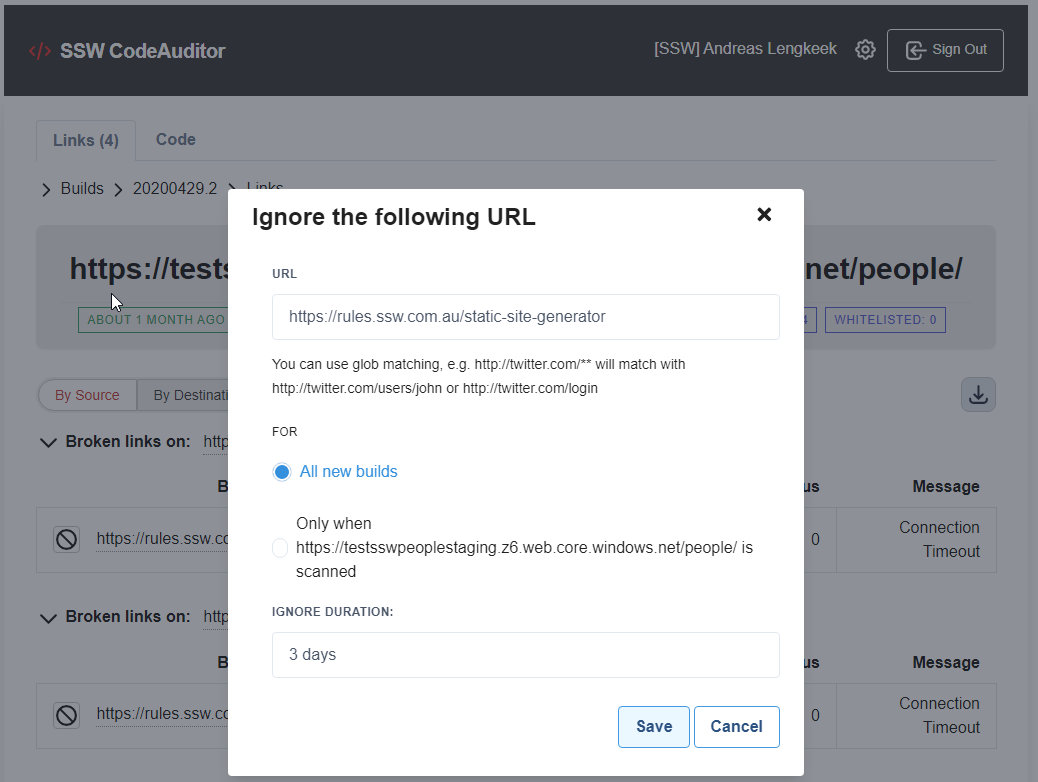 </> SSW CodeAuditor
[SSW] Andreas Lengkeek
Sign Out
Links (4)
Code
Builds
20200429.2
Links
https://tests
net/people/
ABOUT 1 MONTH AGO
4
WHITELISTED: 0
By Source
By Destinati
Broken links on: http
B
us
Message
https://rules.ssw.co
0
Connection
Timeout
Broken links on: http
B
us
Message
https://rules.ssw.co
0
Connection
Timeout
Ignore the following URL
URL
https://rules.ssw.com.au/static-site-generator
You can use glob matching, e.g. http://twitter.com/** will match with
http://twitter.com/users/john or http://twitter.com/login
FOR
All new builds
Only when
https://testsswpeoplestaging.z6.web.core.windows.net/people/ is
scanned
IGNORE DURATION:
3 days
Save
Cancel